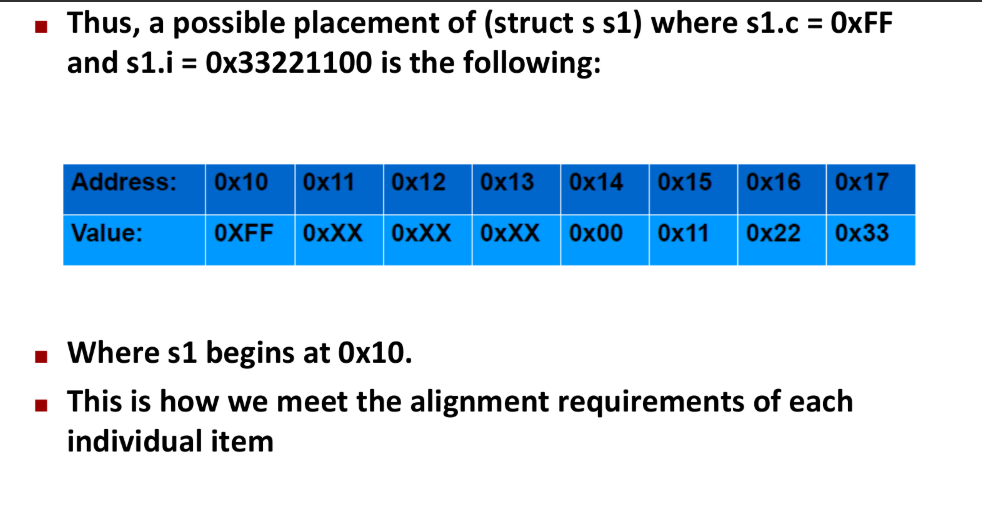 Thus, a possible placement of (struct s s1) where s1.c = 0xFF
and s1.i = 0x33221100 is the following:
Address: 0x10 0x11 0x12 0x13 0x14 0x15 0x16 0x17
Value: 0XFF 0xXX 0xXX 0xXX 0x00 0x11 0x22 0x33
Where s1 begins at 0x10.
This is how we meet the alignment requirements of each
individual item